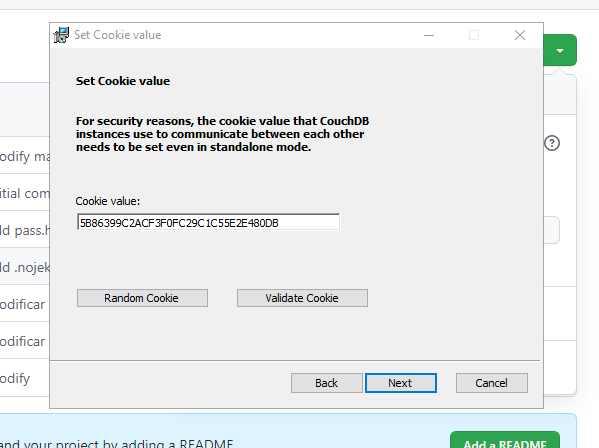 Set Cookie value
Set Cookie value
For security reasons, the cookie value that CouchDB
instances use to communicate between each other
needs to be set even in standalone mode.
Cookie value:
5B86399C2ACF3F0FC29C1C55E2E480DB
Random Cookie Validate Cookie
Back Next Cancel
odify ma
itial com
dd pass.h
dd .nojek
odificar
odificar
odify
and your project by adding a README
Add a README